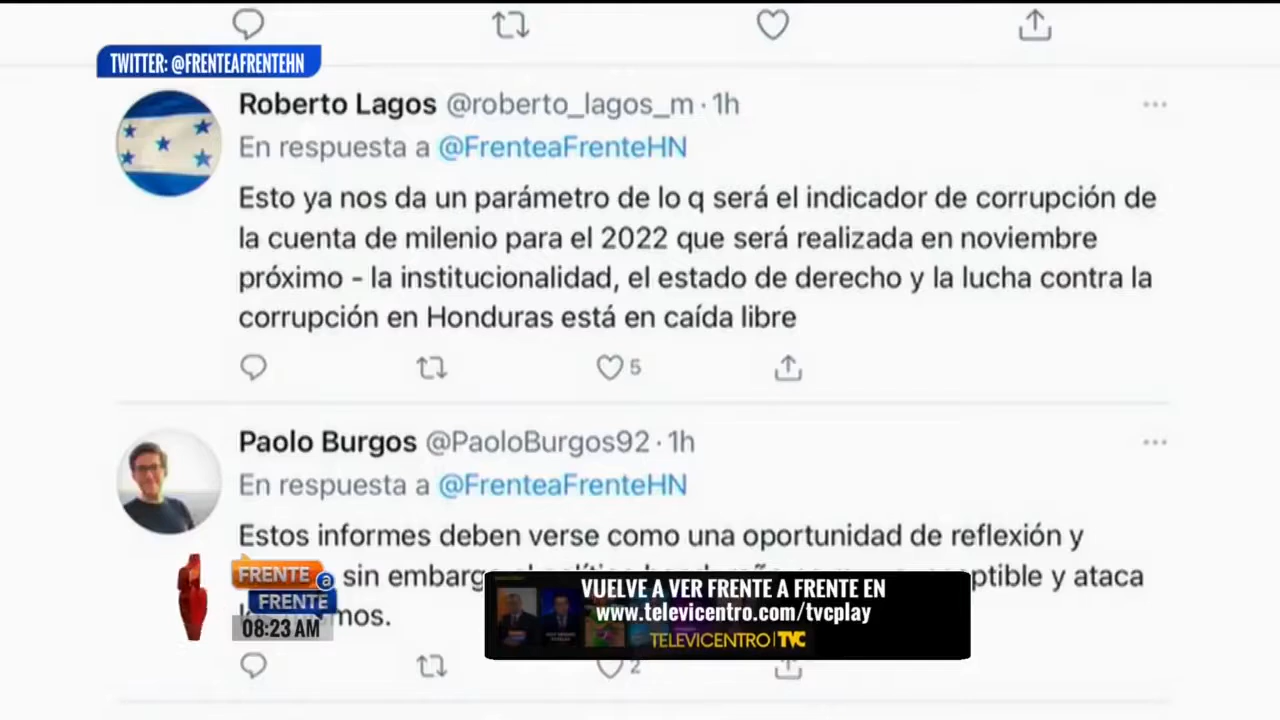 TWITTER: @FRENTEAFRENTEHN
Roberto Lagos @roberto_lagos_m · 1h
En respuesta a @FrenteaFrenteHN
Esto ya nos da un parámetro de lo q será el indicador de corrupción de
la cuenta de milenio para el 2022 que será realizada en noviembre
próximo - la institucionalidad, el estado de derecho y la lucha contra la
corrupción en Honduras está en caída libre
5
Paolo Burgos @PaoloBurgos92 · 1h
En respuesta a @FrenteaFrenteHN
Estos informes deben verse como una oportunidad de reflexión y
sin embarg y ataca
mos.
2
FRENTE a
FRENTE
08:23 AM
VUELVE A VER FRENTE A FRENTE EN
www.televicentro.com/tvcplay
TELEVICENTRO|TVC